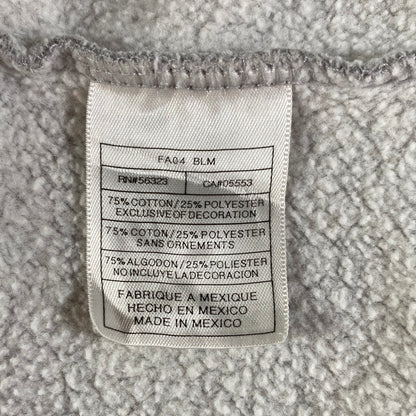 FA04 BLM
RN#56323 CA#05553
75% COTTON/25% POLYESTER
EXCLUSIVE OF DECORATION
75% COTON/25% POLYESTER
SANS ORNEMENTS
75% ALGODON/25% POLIESTER
NO INCLUYE LA DECORACION
FABRIQUE A MEXIQUE
HECHO EN MEXICO
MADE IN MEXICO